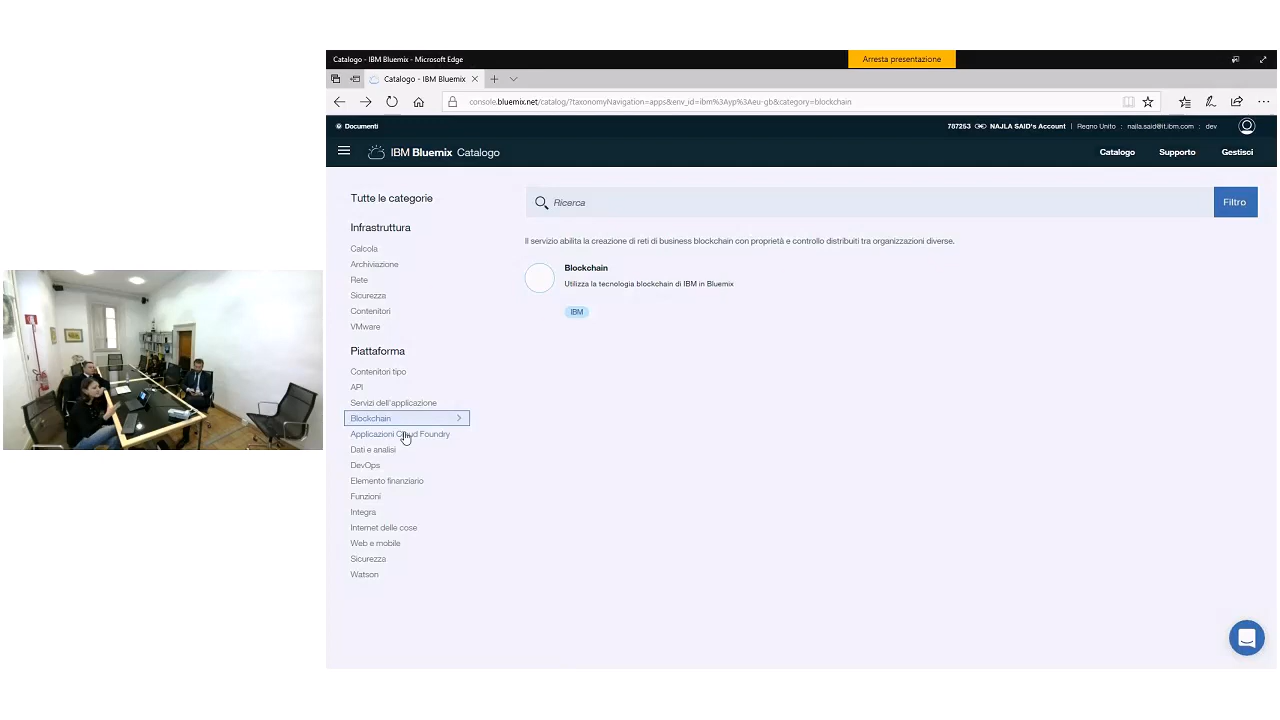 Catalogo - IBM Bluemix - Microsoft Edge
Arresta presentazione
Catalogo - IBM Bluemix
console.bluemix.net/catalog/?taxonomyNavigation=apps&env_id=ibm%3Ayp%3Aeu-gb&category=blockchain
Documenti
787253 NAJLA SAID's Account | Regno Unito : najla.said@it.ibm.com : dev
IBM Bluemix Catalogo
Catalogo Supporto Gestisci
Tutte le categorie
Ricerca
Filtro
Infrastruttura
Calcola
Archiviazione
Rete
Sicurezza
Contenitori
VMware
Piattaforma
Contenitori tipo
API
Servizi dell'applicazione
Blockchain
Applicazioni Cloud Foundry
Dati e analisi
DevOps
Elemento finanziario
Funzioni
Integra
Internet delle cose
Web e mobile
Sicurezza
Watson
Il servizio abilita la creazione di reti di business blockchain con proprietà e controllo distribuiti tra organizzazioni diverse.
Blockchain
Utilizza la tecnologia blockchain di IBM in Bluemix
IBM